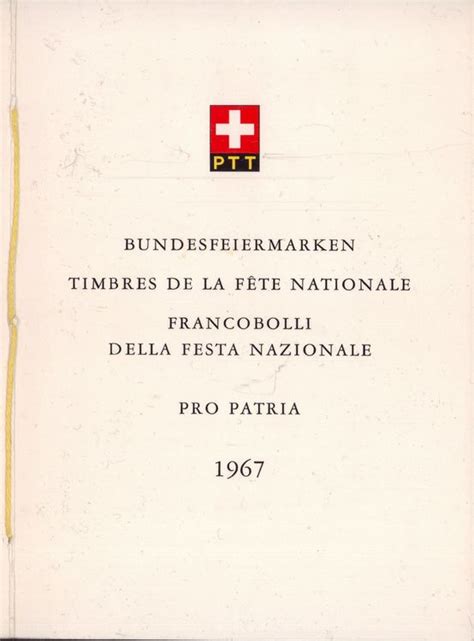 PTT
BUNDESFEIERMARKEN
TIMBRES DE LA FÊTE NATIONALE
FRANCOBOLLI
DELLA FESTA NAZIONALE
PRO PATRIA
1967